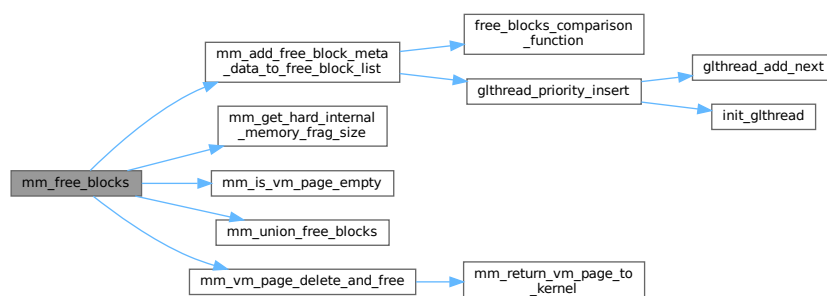 mm_free_blocks
mm_add_free_block_meta
_data_to_free_block_list
free_blocks_comparison
_function
glthread_priority_insert
glthread_add_next
init_glthread
mm_get_hard_internal
_memory_frag_size
mm_is_vm_page_empty
mm_union_free_blocks
mm_vm_page_delete_and_free
mm_return_vm_page_to
_kernel